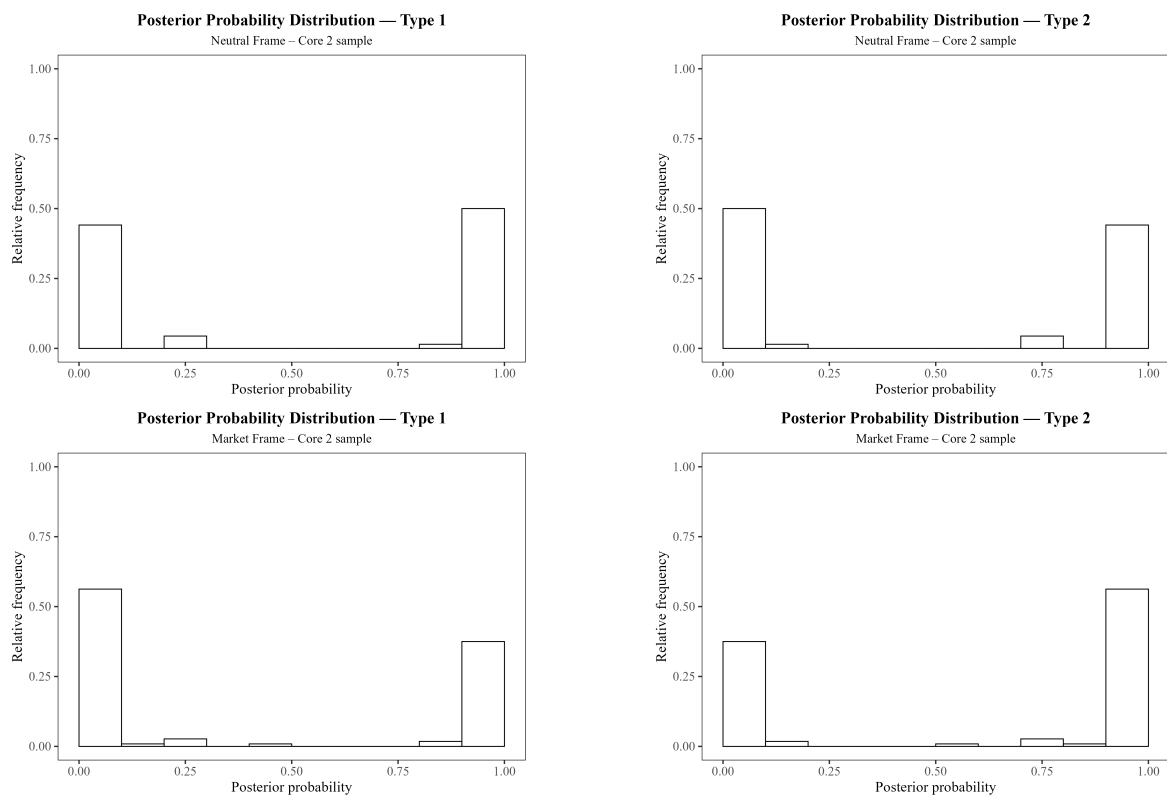 Posterior Probability Distribution — Type 1
Neutral Frame – Core 2 sample
1.00
0.75
0.50
0.25
0.00
Relative frequency
0.00 0.25 0.50 0.75 1.00
Posterior probability
Posterior Probability Distribution — Type 2
Neutral Frame – Core 2 sample
1.00
0.75
0.50
0.25
0.00
Relative frequency
0.00 0.25 0.50 0.75 1.00
Posterior probability
Posterior Probability Distribution — Type 1
Market Frame – Core 2 sample
1.00
0.75
0.50
0.25
0.00
Relative frequency
0.00 0.25 0.50 0.75 1.00
Posterior probability
Posterior Probability Distribution — Type 2
Market Frame – Core 2 sample
1.00
0.75
0.50
0.25
0.00
Relative frequency
0.00 0.25 0.50 0.75 1.00
Posterior probability